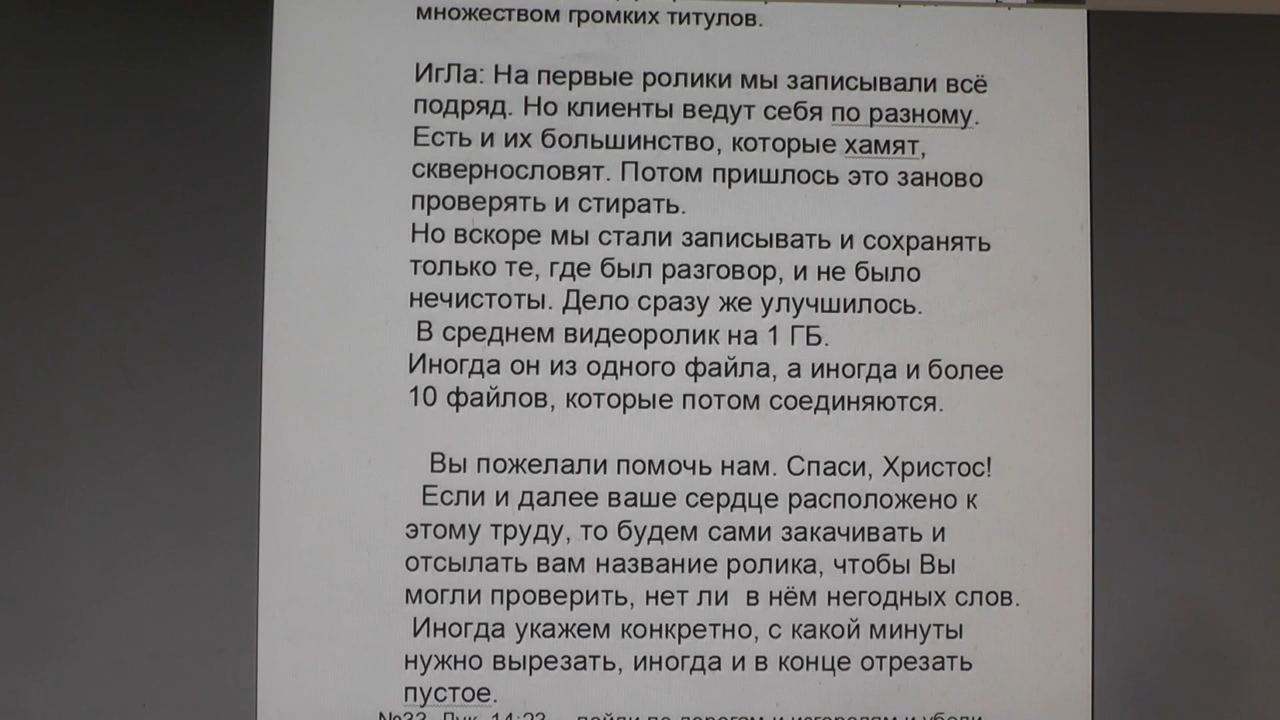 множеством громких титулов.
ИгЛа: На первые ролики мы записывали всё
подряд. Но клиенты ведут себя по разному.
Есть и их большинство, которые хамят,
сквернословят. Потом пришлось это заново
проверять и стирать.
Но вскоре мы стали записывать и сохранять
только те, где был разговор, и не было
нечистоты. Дело сразу же улучшилось.
В среднем видеоролик на 1 ГБ.
Иногда он из одного файла, а иногда и более
10 файлов, которые потом соединяются.
Вы пожелали помочь нам. Спаси, Христос!
Если и далее ваше сердце расположено к
этому труду, то будем сами закачивать и
отсылать вам название ролика, чтобы Вы
могли проверить, нет ли в нём негодных слов.
Иногда укажем конкретно, с какой минуты
нужно вырезать, иногда и в конце отрезать
пустое.